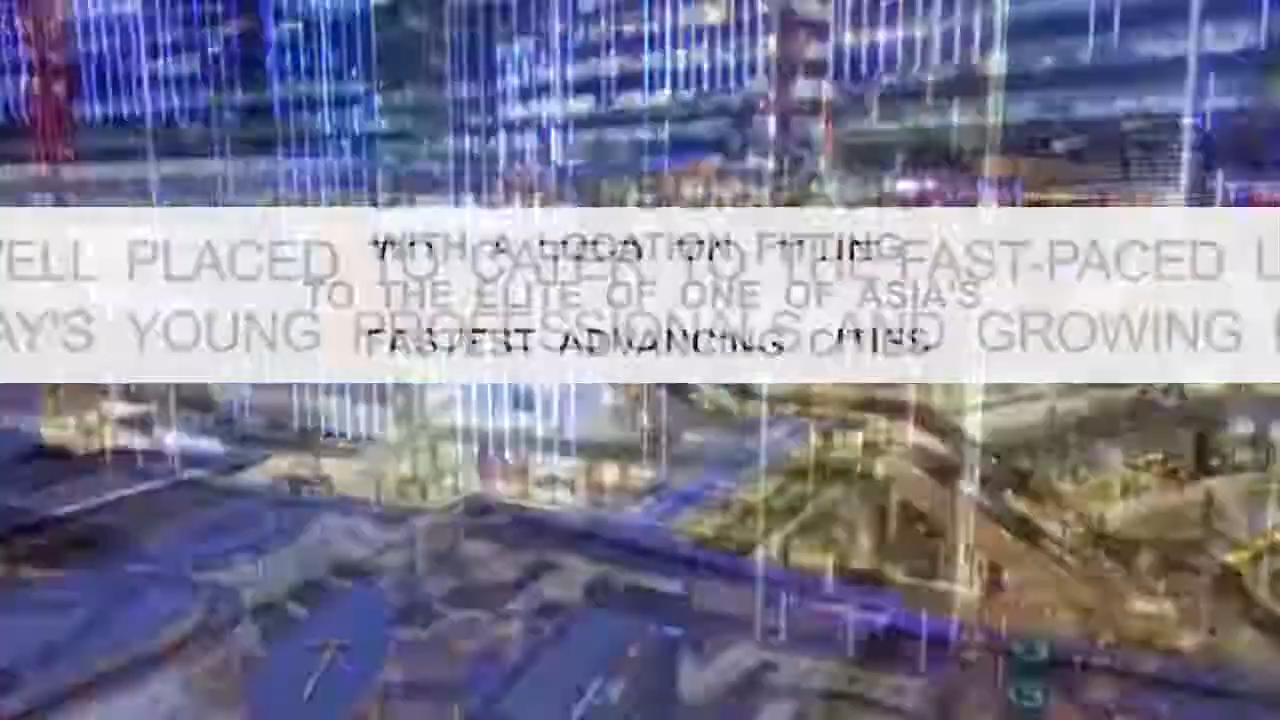 WITH A LOCATION FITTING
TO THE ELITE OF ONE OF ASIA'S
FASTEST ADVANCING CITIES
PLACED TO CATER TO THE FAST-PACED
YOUNG PROFESSIONALS AND GROWING